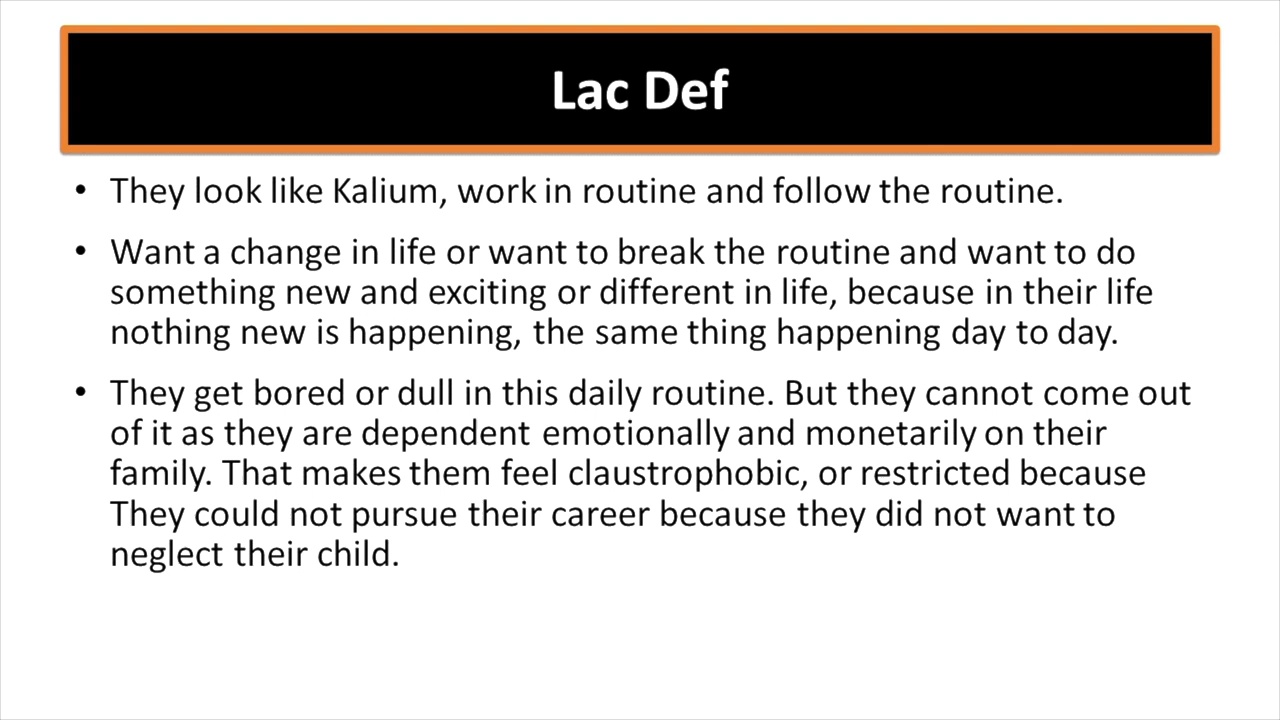 Lac Def
• They look like Kalium, work in routine and follow the routine.
• Want a change in life or want to break the routine and want to do
something new and exciting or different in life, because in their life
nothing new is happening, the same thing happening day to day.
• They get bored or dull in this daily routine. But they cannot come out
of it as they are dependent emotionally and monetarily on their
family. That makes them feel claustrophobic, or restricted because
They could not pursue their career because they did not want to
neglect their child.